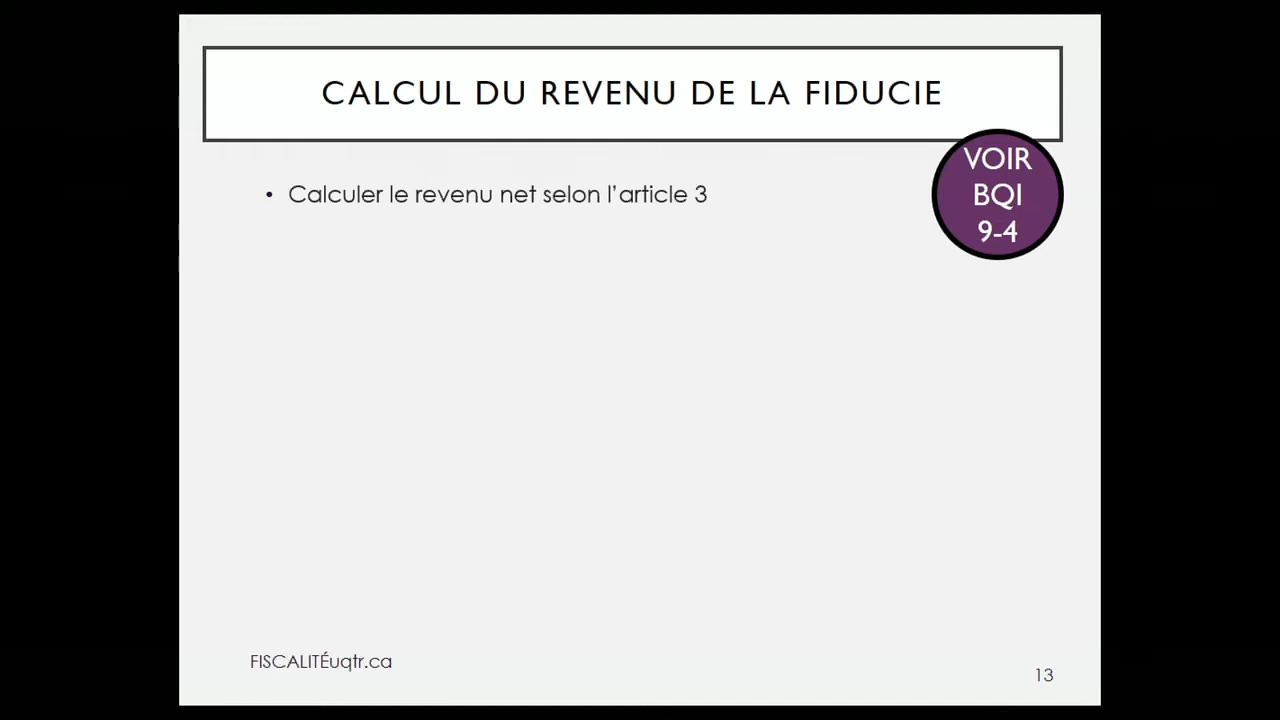 CALCUL DU REVENU DE LA FIDUCIE
• Calculer le revenu net selon l'article 3
VOIR
BQI
9-4
FISCALITÉuqtr.ca
13